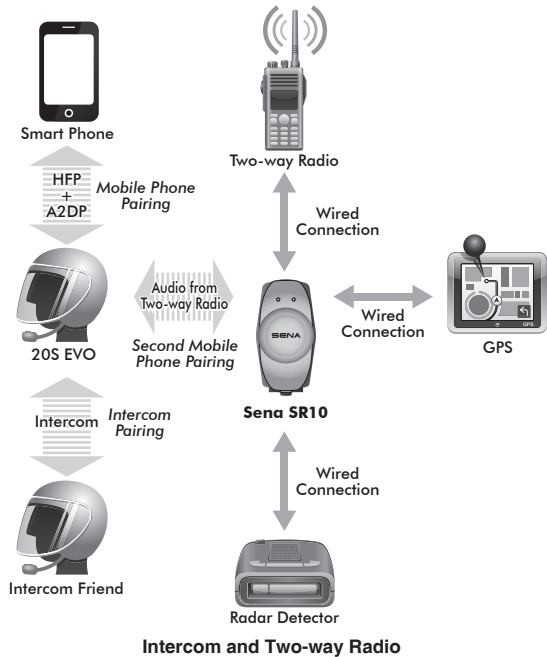 Smart Phone
Two-way Radio
HFP
+
A2DP
Mobile Phone
Pairing
Wired
Connection
Audio from
Two-way Radio
20S EVO
Second Mobile
Phone Pairing
SENA
Sena SR10
Wired
Connection
GPS
GPS
Intercom
Intercom
Pairing
Wired
Connection
Intercom Friend
Radar Detector
Intercom and Two-way Radio